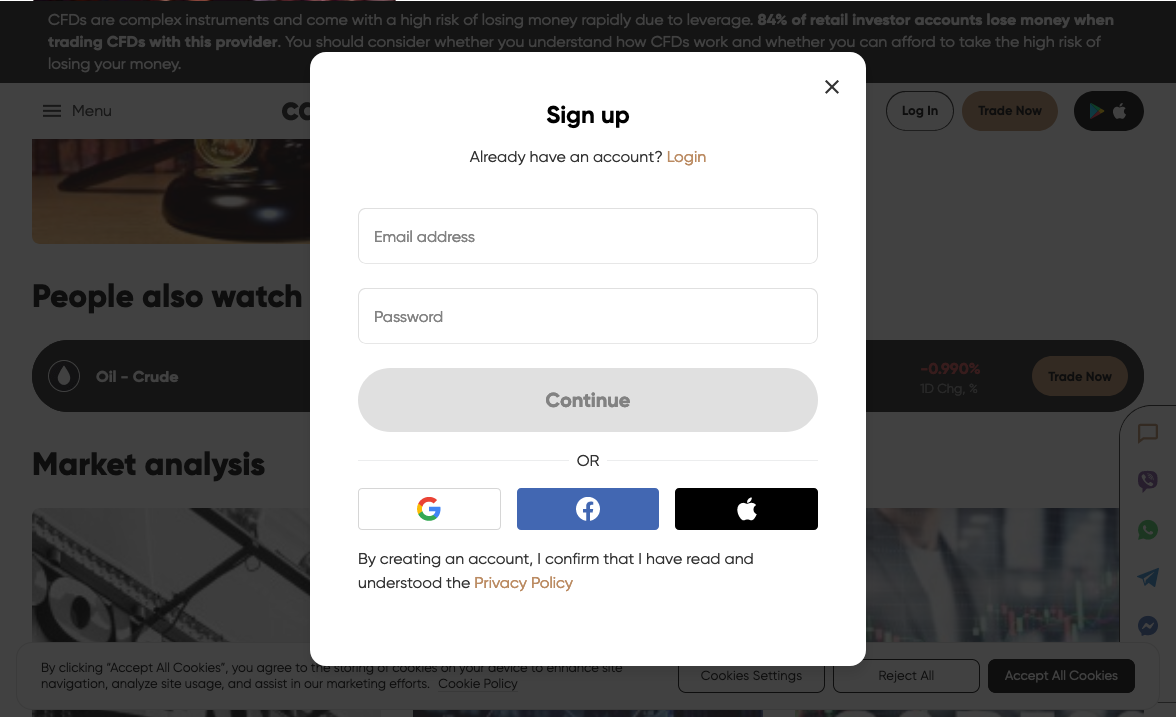 CFDs are complex instruments and come with a high risk of losing money rapidly due to leverage. 84% of retail investor accounts lose money when
trading CFDs with this provider. You should consider whether you understand how CFDs work and whether you can afford to take the high risk of
losing your money.
Menu
Log In
Trade Now
Sign up
Already have an account? Login
Email address
Password
Continue
OR
By creating an account, I confirm that I have read and
understood the Privacy Policy
People also watch
Oil - Crude
-0.990%
1D Chg, %
Trade Now
Market analysis
By clicking "Accept All Cookies", you agree to the storing of cookies on your device to enhance site
navigation, analyze site usage, and assist in our marketing efforts. Cookie Policy
Cookies Settings
Reject All
Accept All Cookies